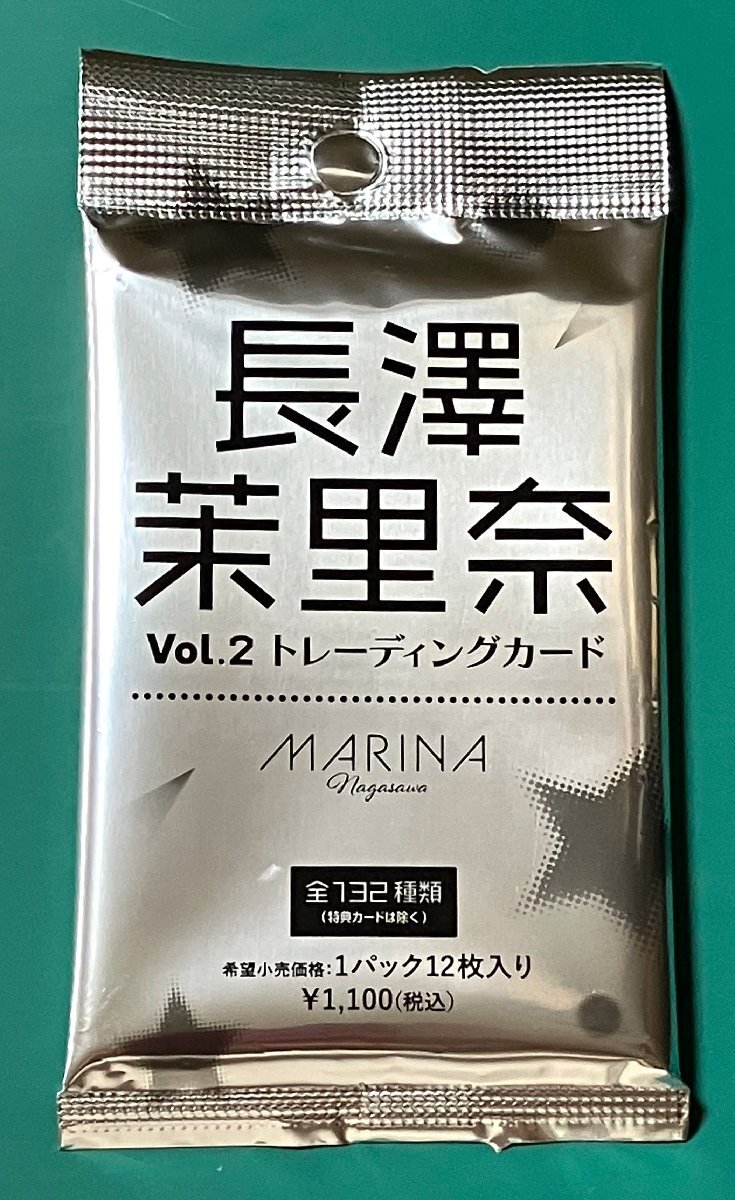 長澤
茉里奈
Vol.2 トレーディングカード
MARINA
Nagasawa
全132種類
(特典カードは除く)
希望小売価格:1パック12枚入り
¥1,100(税込)